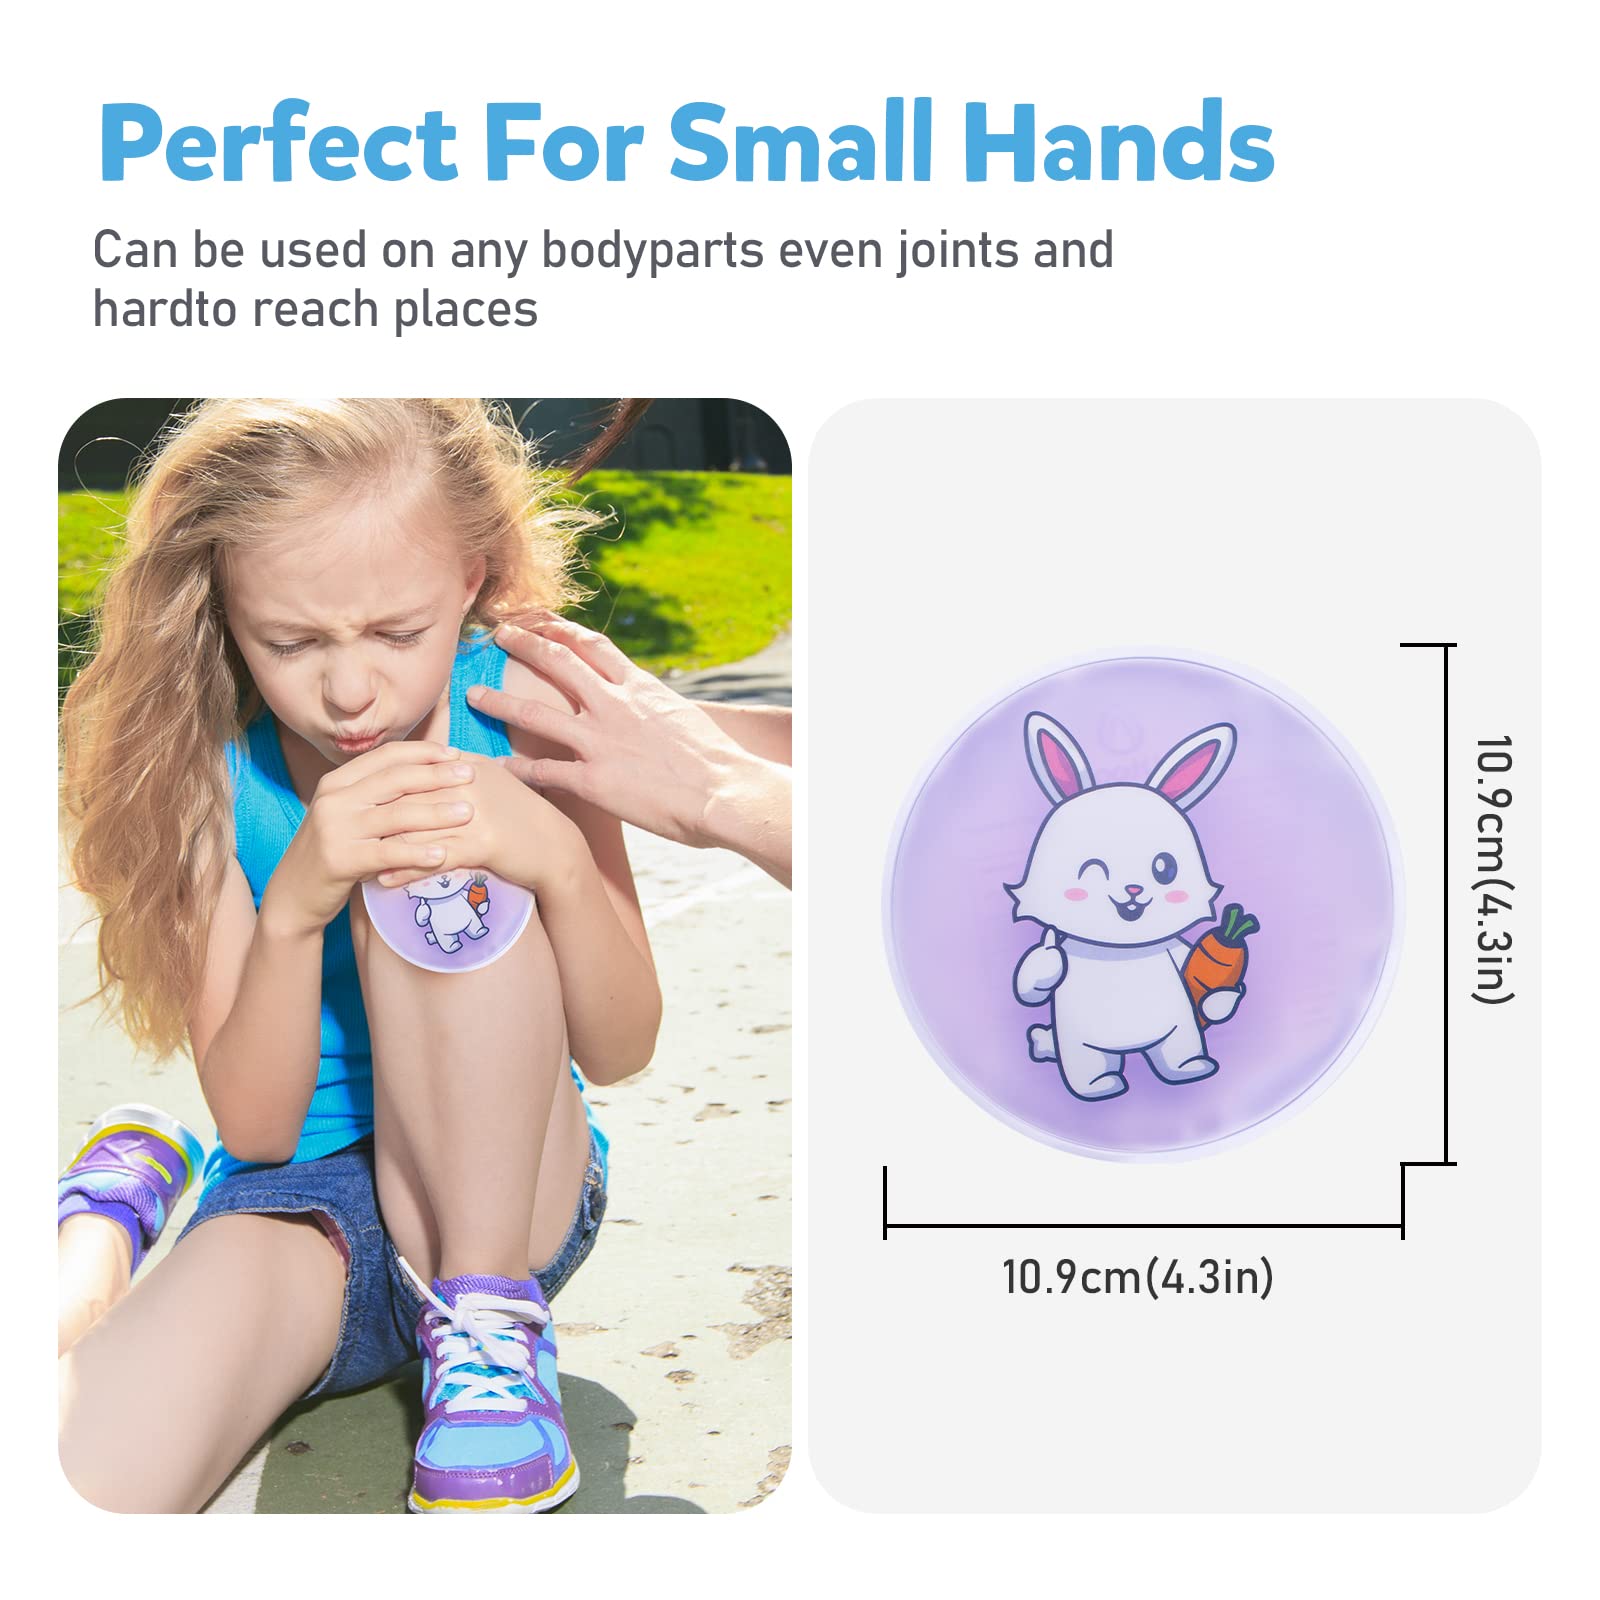 Perfect For Small Hands
Can be used on any bodyparts even joints and
hardto reach places
10.9cm(4.3in)
10.9cm(4.3in)